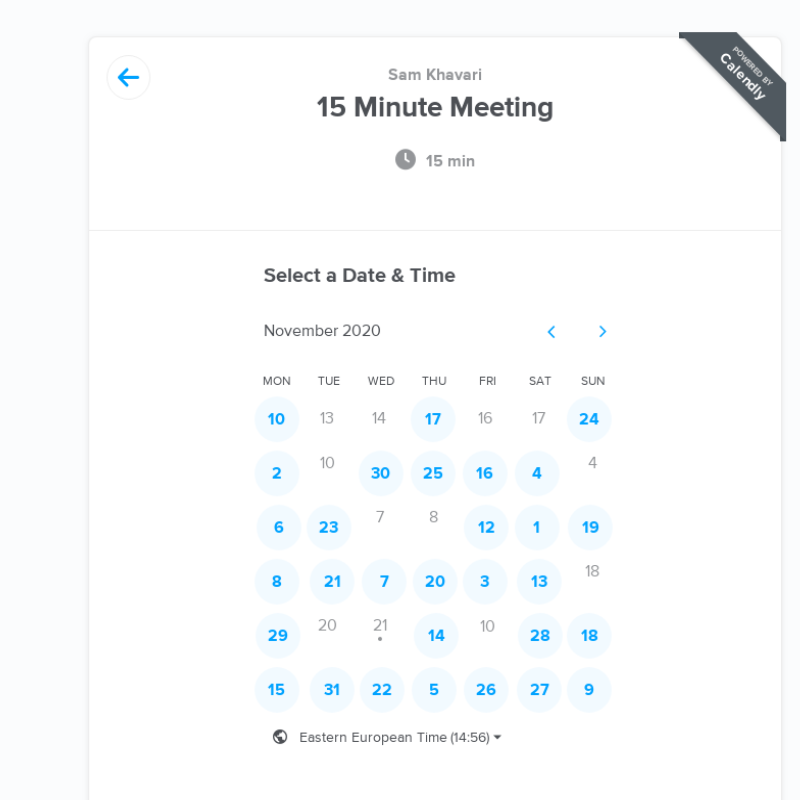 POWERED BY
Calendly
Sam Khavari
15 Minute Meeting
15 min
Select a Date & Time
November 2020
MON TUE WED THU FRI SAT SUN
10 13 14 17 16 17 24
2 10 30 25 16 4 4
6 23 7 8 12 1 19
8 21 7 20 3 13 18
29 20 21 14 10 28 18
15 31 22 5 26 27 9
Eastern European Time (14:56)